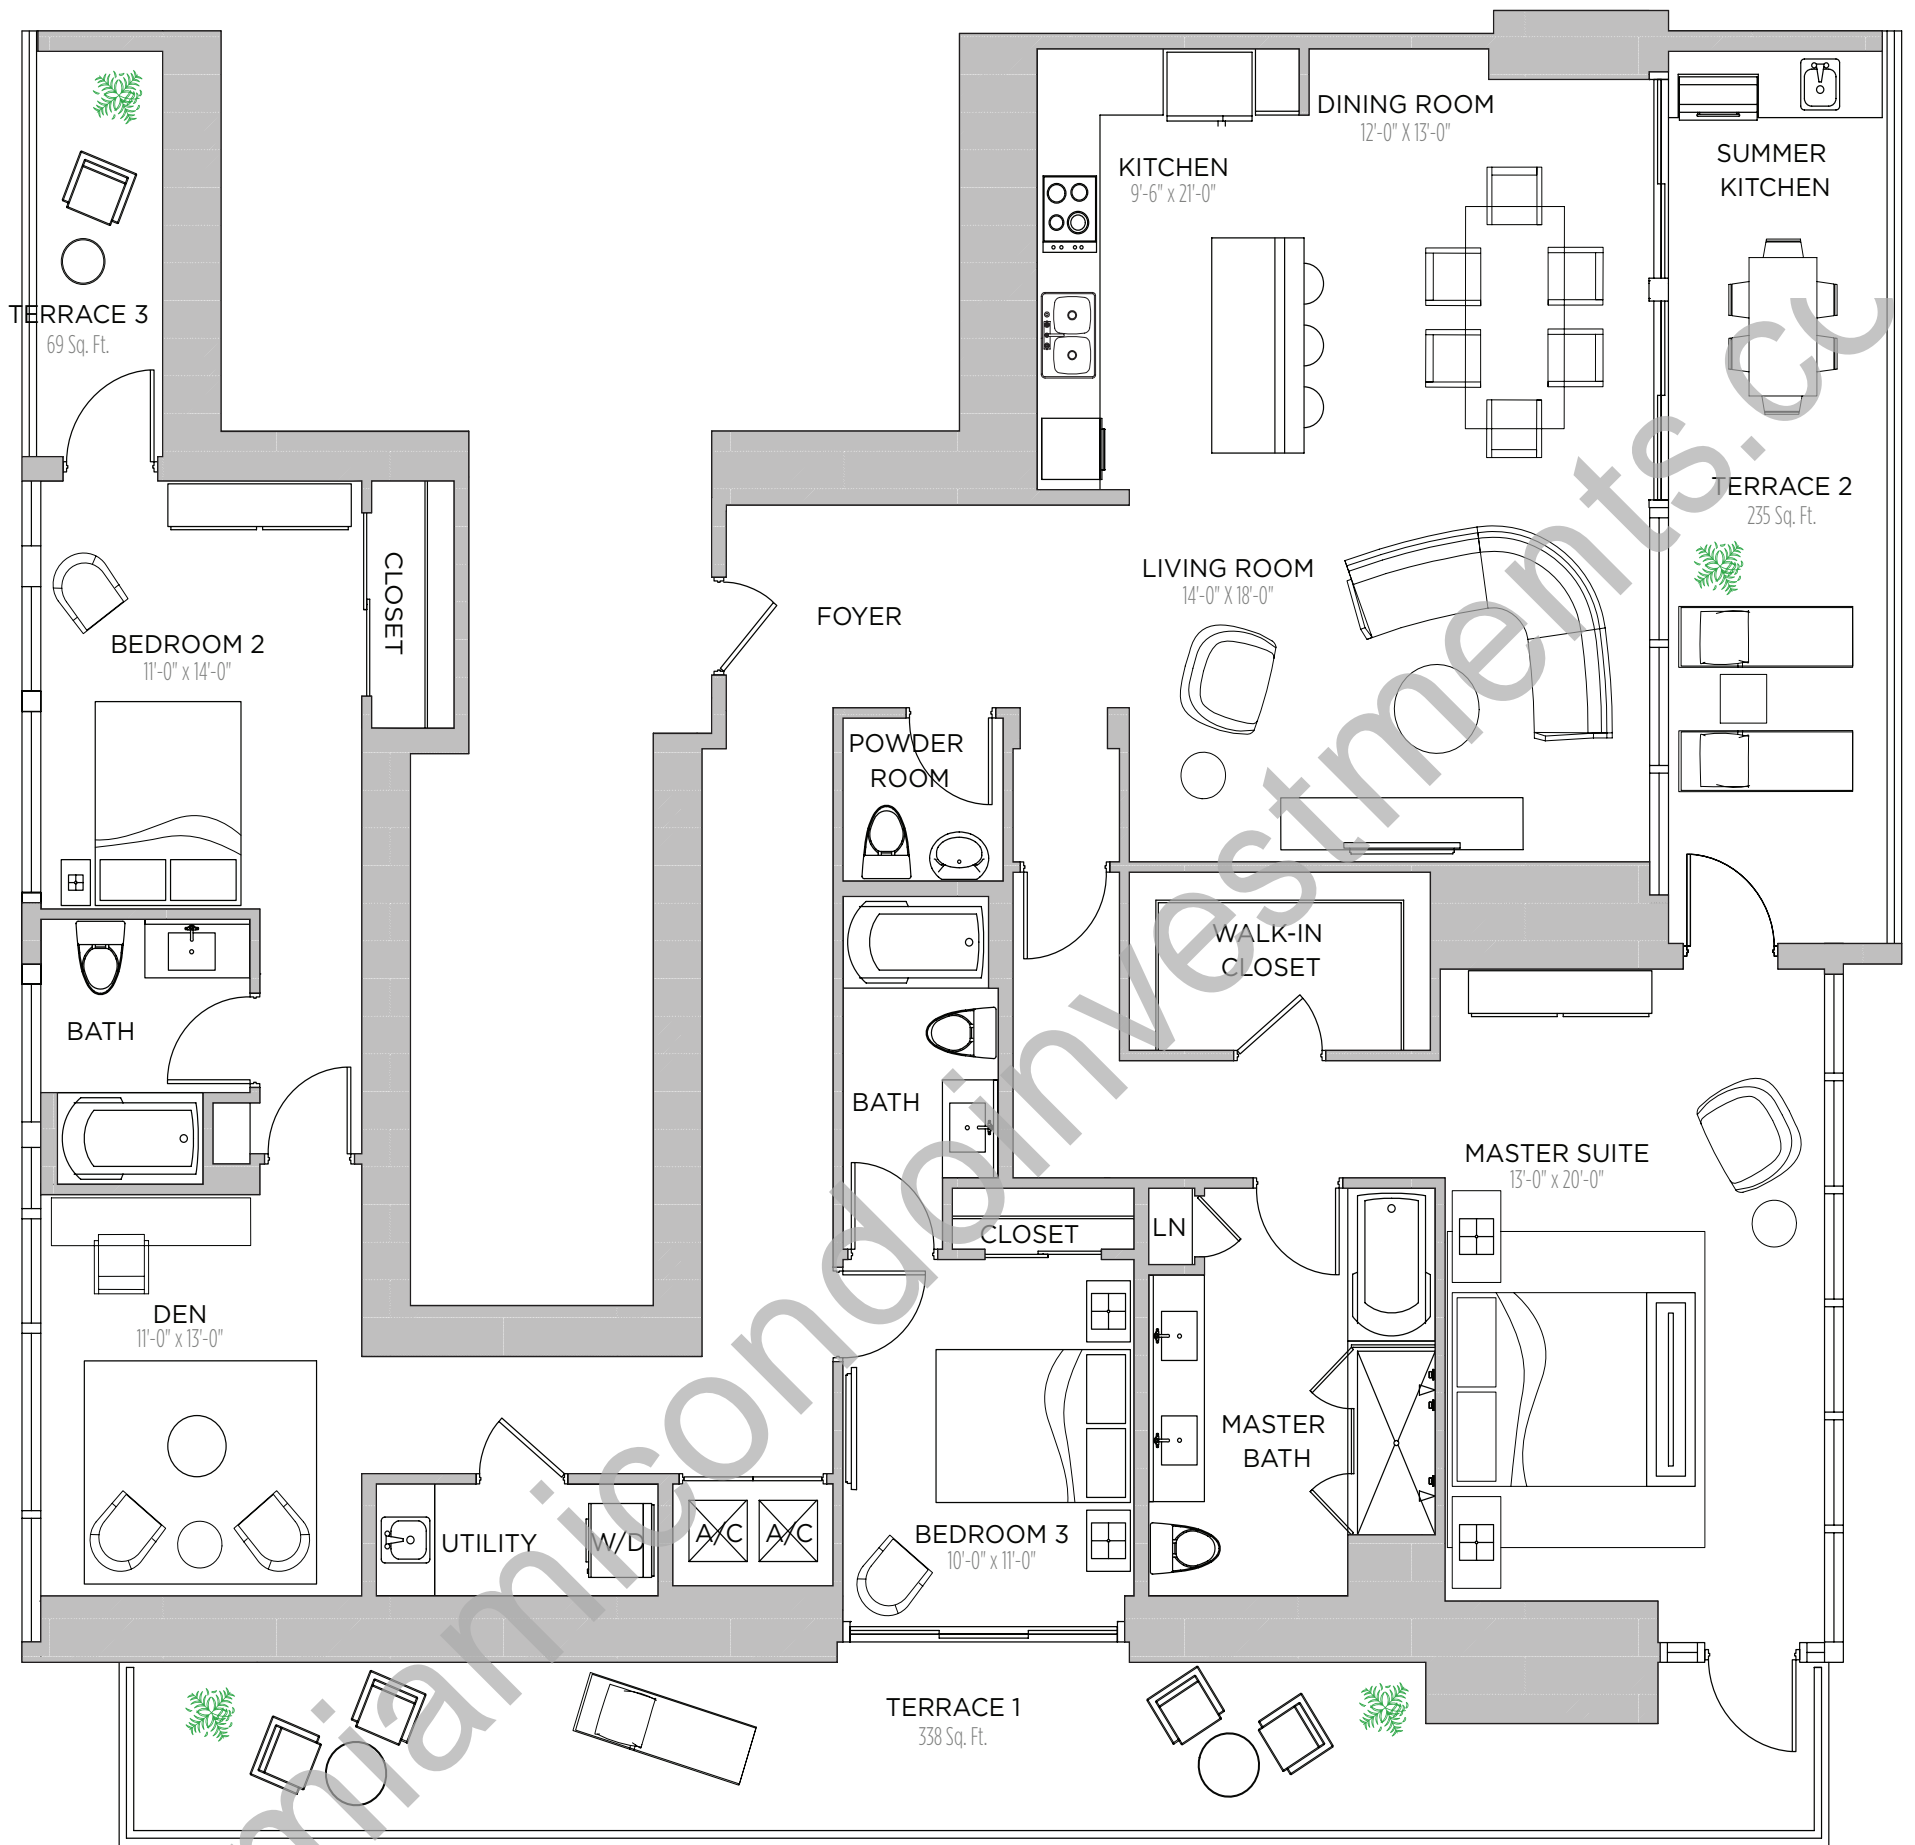 DINING ROOM
12'-0" X 13'-0"
KITCHEN
9'-6" x 21'-0"
SUMMER
KITCHEN
TERRACE 3
69 Sq. Ft.
TERRACE 2
235 Sq. Ft.
CLOSET
LIVING ROOM
14'-0" X 18'-0"
FOYER
BEDROOM 2
11'-0" x 14'-0"
POWDER
ROOM
WALK-IN
CLOSET
BATH
BATH
MASTER SUITE
13'-0" x 20'-0"
CLOSET
LN
DEN
11'-0" x 13'-0"
MASTER
BATH
UTILITY
W/D
A/C
A/C
BEDROOM 3
10'-0" x 11'-0"
TERRACE 1
338 Sq. Ft.
miamicondoinvestments.co